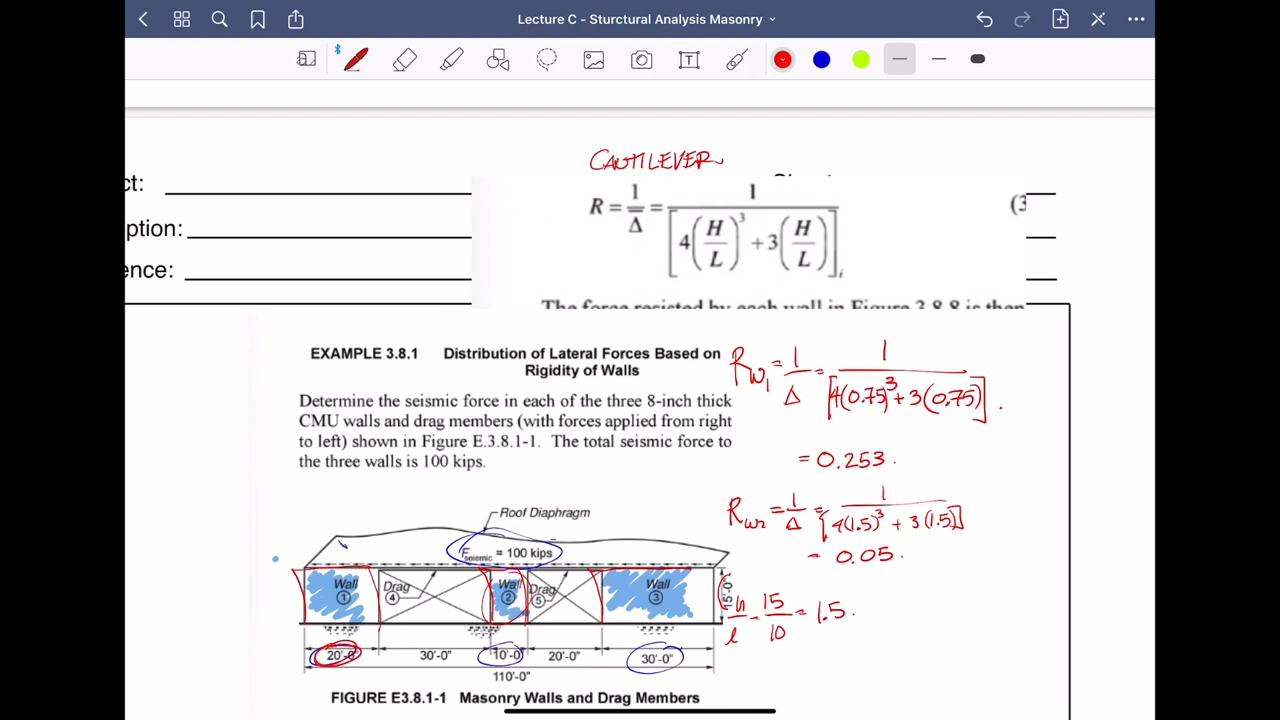 Lecture C - Sturctural Analysis Masonry
CANTILEVER
ct:
R = 1/Δ = 1/[4(H/L)³ + 3(H/L)]i
(3
ption:
ence:
The force resisted by each wall in Figure 3.8.8 is then
EXAMPLE 3.8.1 Distribution of Lateral Forces Based on
Rigidity of Walls
Determine the seismic force in each of the three 8-inch thick
CMU walls and drag members (with forces applied from right
to left) shown in Figure E.3.8.1-1. The total seismic force to
the three walls is 100 kips.
Rw1 = 1/Δ = 1/[4(0.75)³ + 3(0.75)].
= 0.253.
Rw2 = 1/Δ = 1/[4(1.5)³ + 3(1.5)]
= 0.05.
h/l = 15/10 = 1.5.
Roof Diaphragm
Fseismic = 100 kips
Wall 1
Drag 4
Wall 2
Drag 5
Wall 3
15'-0"
20'-0"
30'-0"
10'-0"
20'-0"
30'-0"
110'-0"
FIGURE E3.8.1-1 Masonry Walls and Drag Members